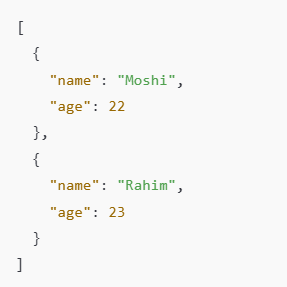 [
  {
    "name": "Moshi",
    "age": 22
  },
  {
    "name": "Rahim",
    "age": 23
  }
]